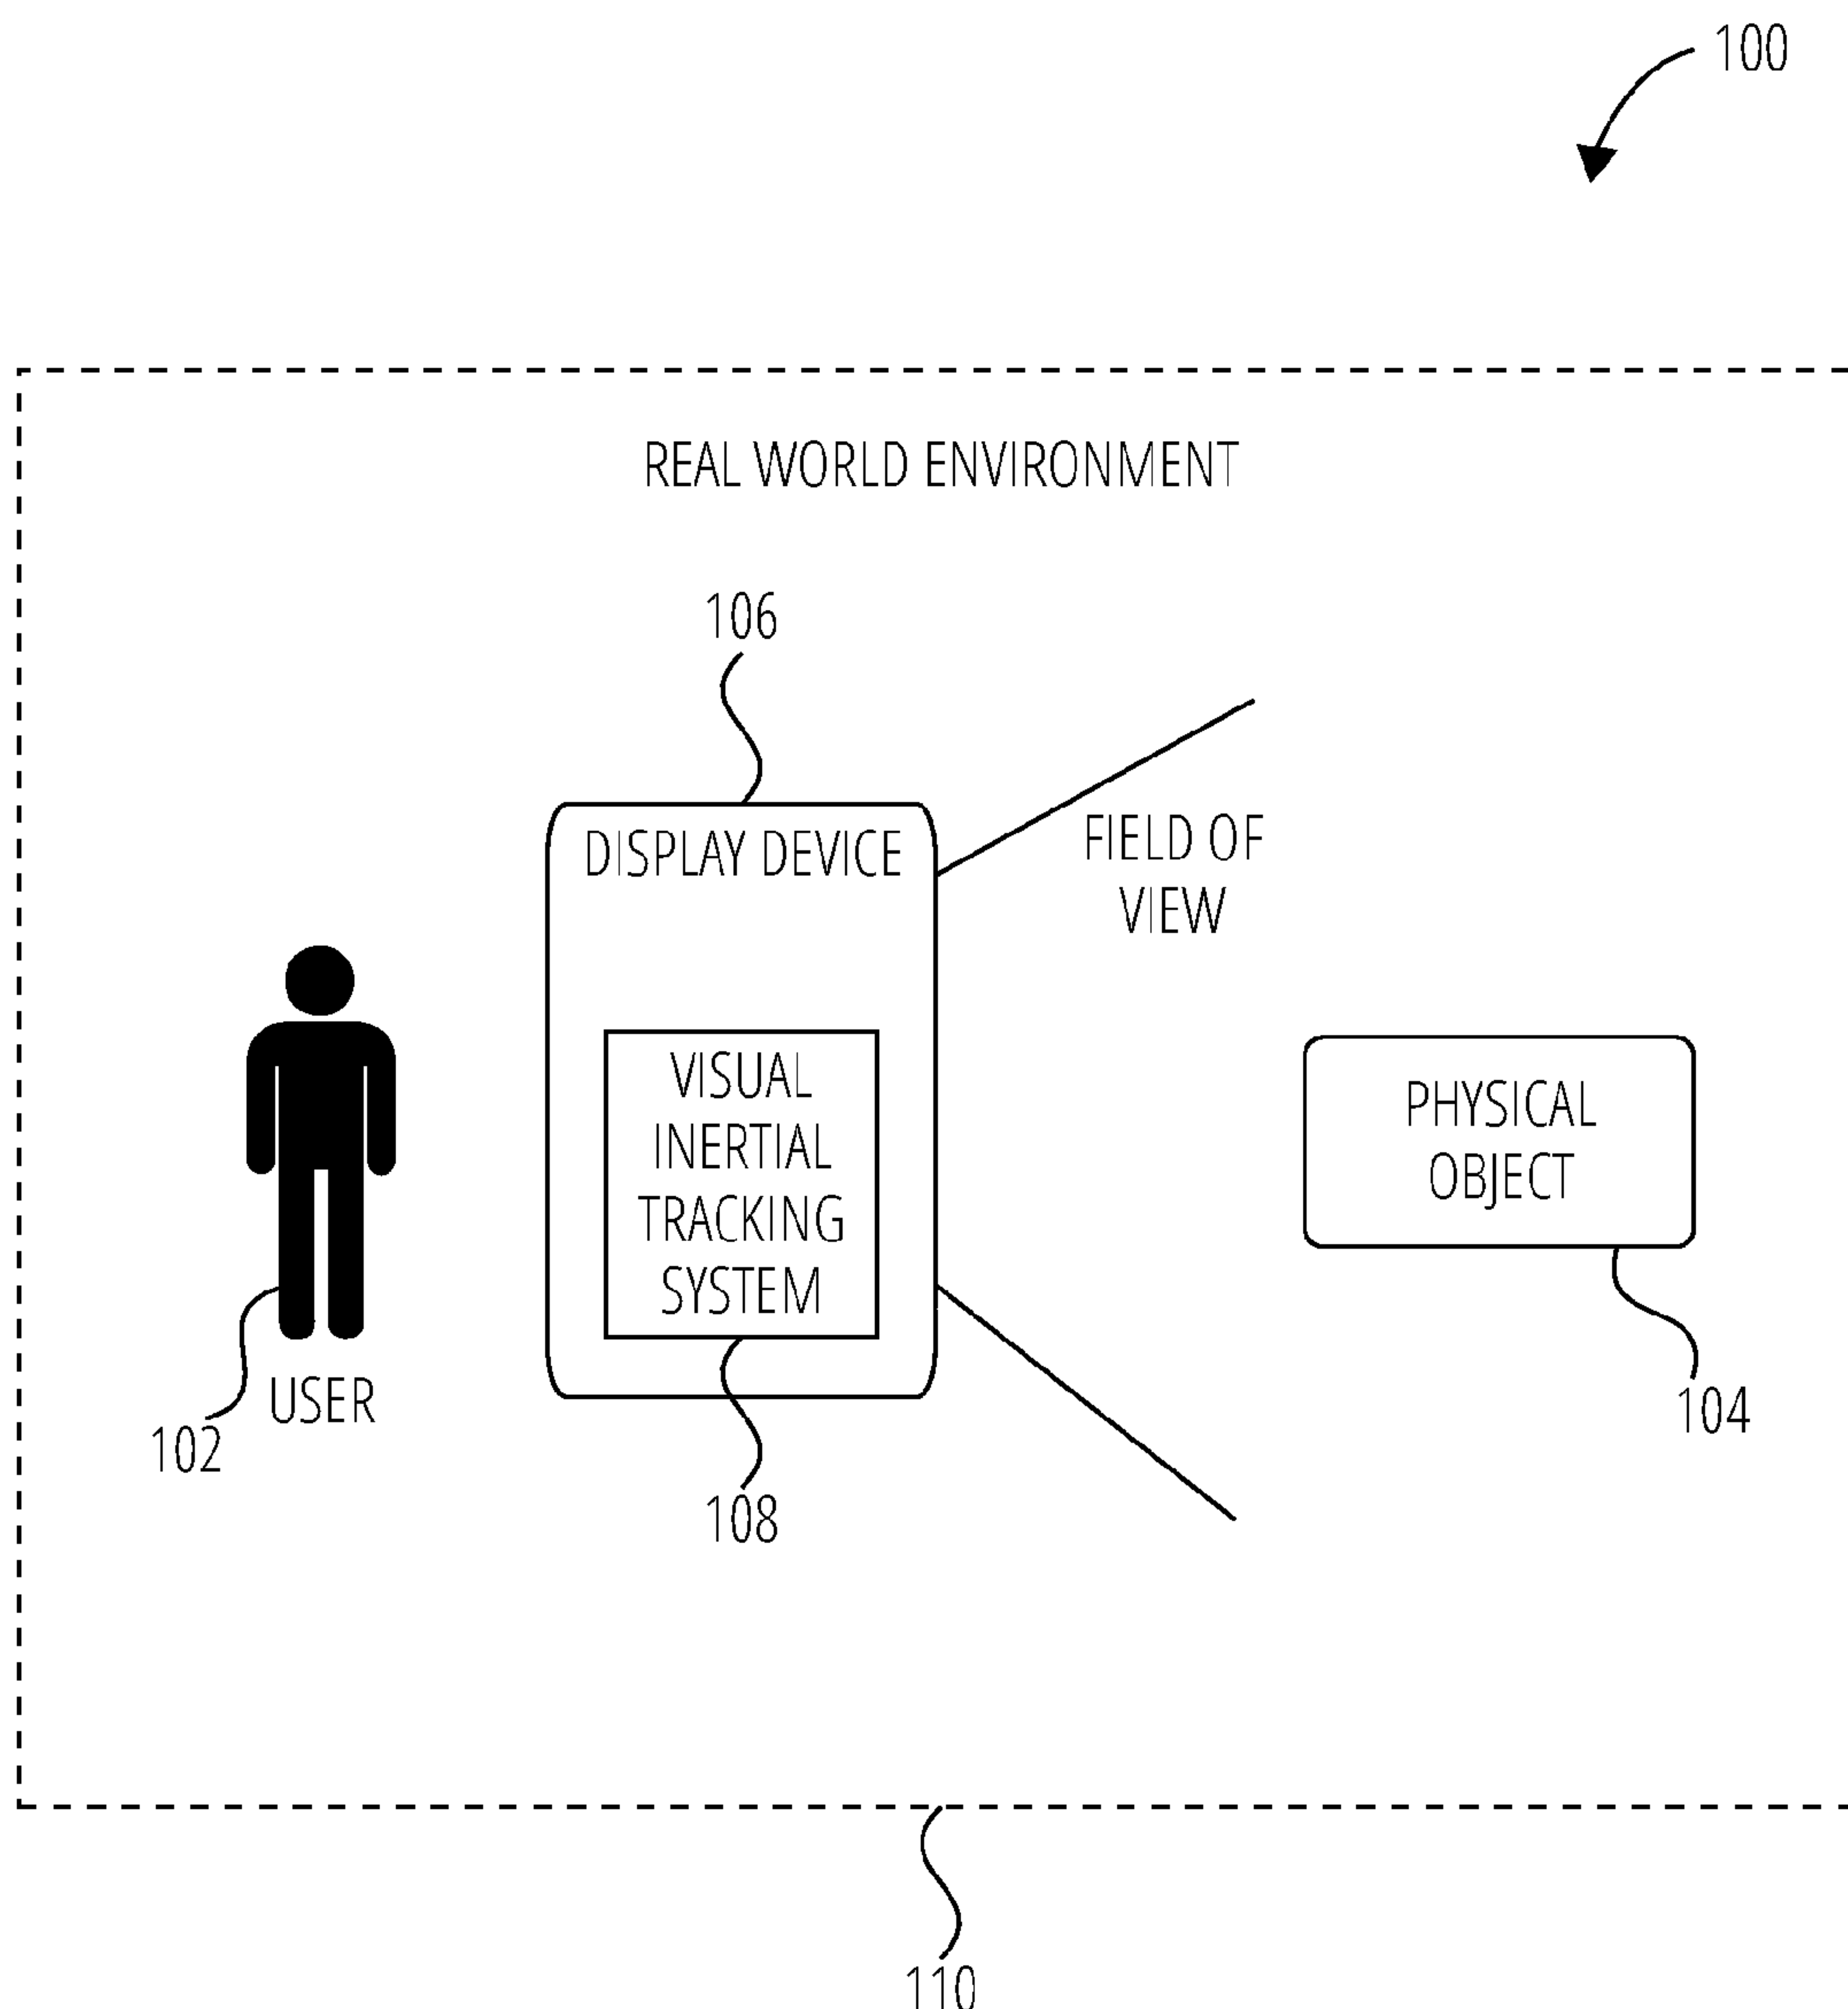 100
REAL WORLD ENVIRONMENT
106
DISPLAY DEVICE
FIELD OF
VIEW
VISUAL
INERTIAL
TRACKING
SYSTEM
PHYSICAL
OBJECT
USER
102
104
108
110